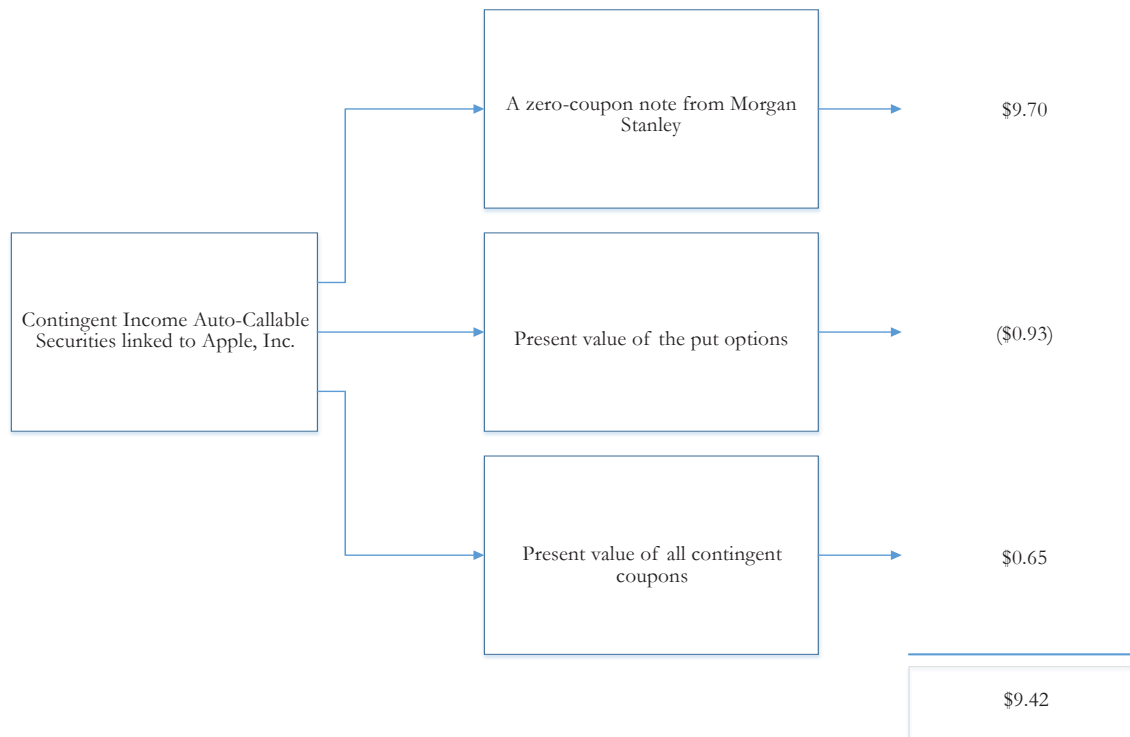 A zero-coupon note from Morgan
Stanley
$9.70
Contingent Income Auto-Callable
Securities linked to Apple, Inc.
Present value of the put options
($0.93)
Present value of all contingent
coupons
$0.65
$9.42